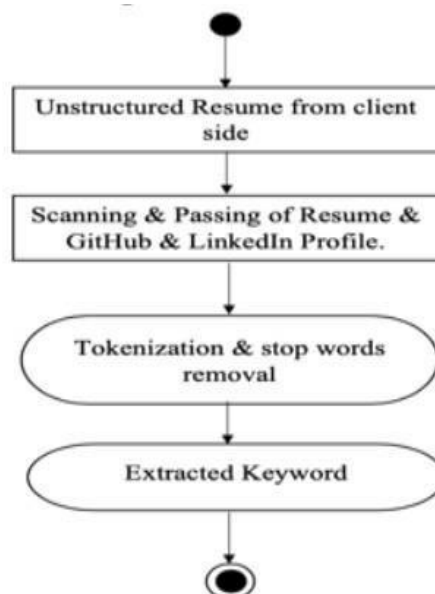 Unstructured Resume from client
side
Scanning & Passing of Resume &
GitHub & LinkedIn Profile.
Tokenization & stop words
removal
Extracted Keyword